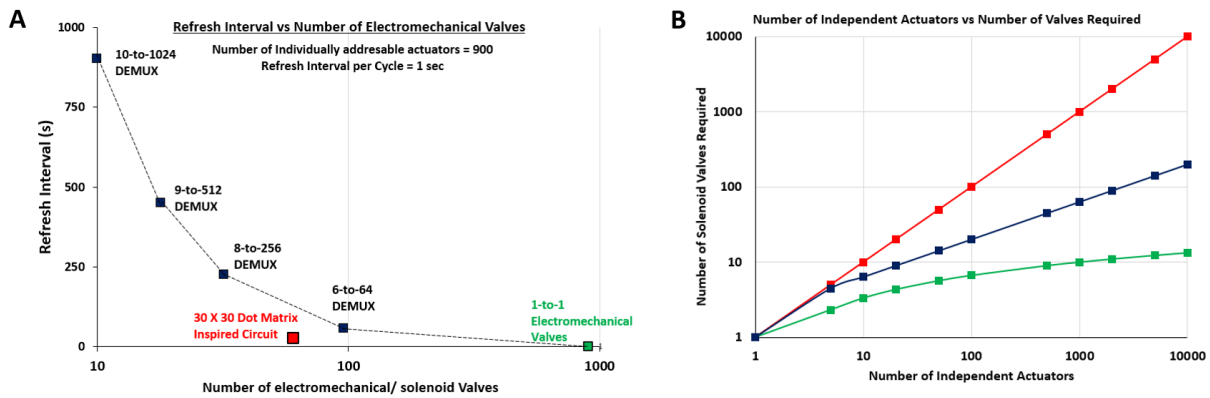 A
Refresh Interval vs Number of Electromechanical Valves
Number of Individually addresable actuators = 900
Refresh Interval per Cycle = 1 sec
1000
750
500
250
0
Refresh Interval (s)
10-to-1024
DEMUX
9-to-512
DEMUX
8-to-256
DEMUX
6-to-64
DEMUX
30 X 30 Dot Matrix
Inspired Circuit
1-to-1
Electromechanical
Valves
10
100
1000
Number of electromechanical/ solenoid Valves
B
Number of Independent Actuators vs Number of Valves Required
10000
1000
100
10
1
Number of Solenoid Valves Required
1
10
100
1000
10000
Number of Independent Actuators